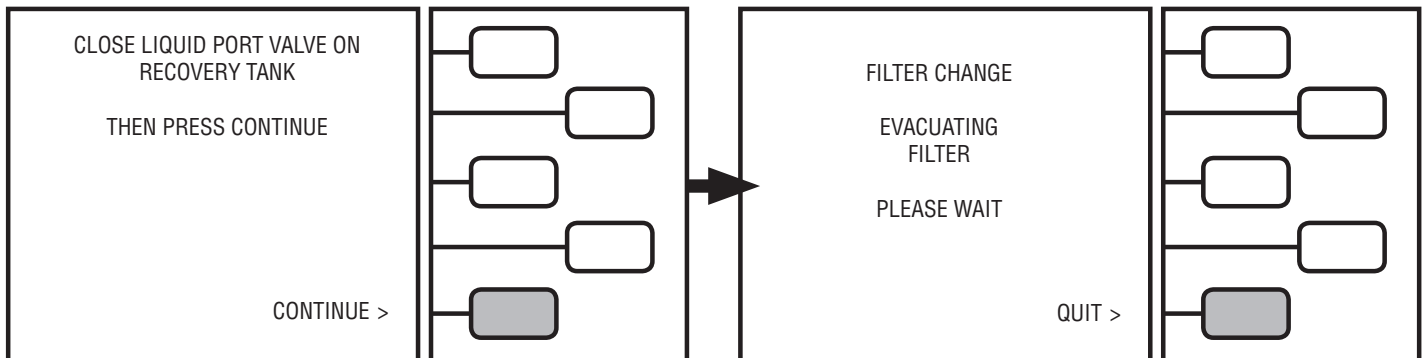 CLOSE LIQUID PORT VALVE ON
RECOVERY TANK
THEN PRESS CONTINUE
CONTINUE >
FILTER CHANGE
EVACUATING
FILTER
PLEASE WAIT
QUIT >